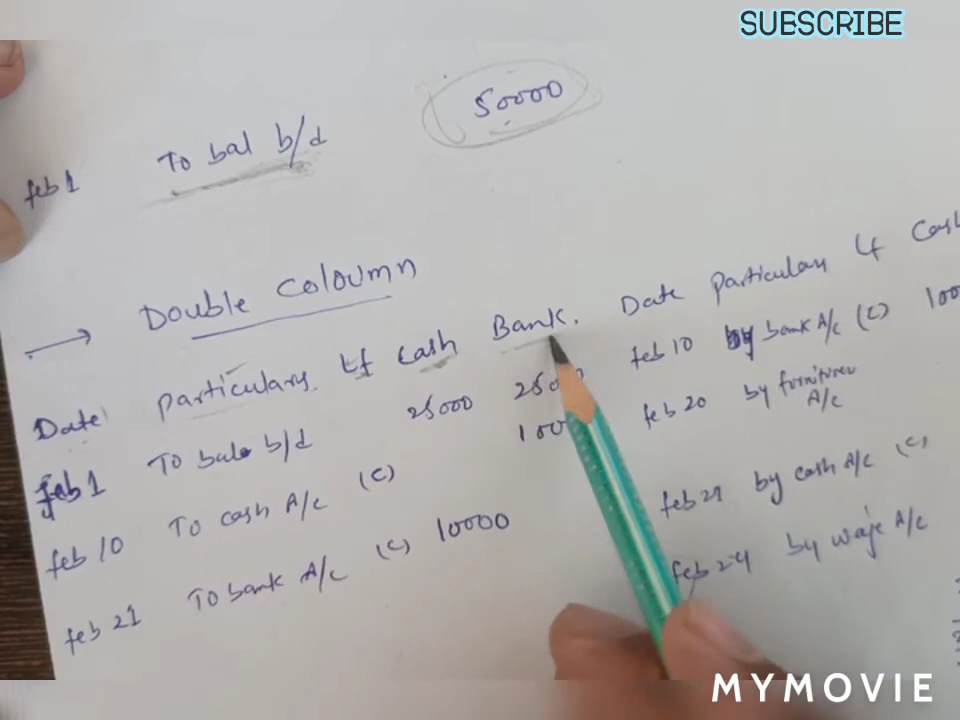 SUBSCRIBE
50000
feb 1 To bal b/d
Double Coloumn
Date particulars Lf Cash Bank. Date particulars Lf Cash
feb 1 To bal b/d 25000 feb 10 by bank A/c (C)
feb 10 To cash A/c (C) feb 20 by furniture A/c
feb 21 To bank A/c (C) 10000 feb 21 by cash A/c (C)
feb 24 by waje A/c
MYMOVIE